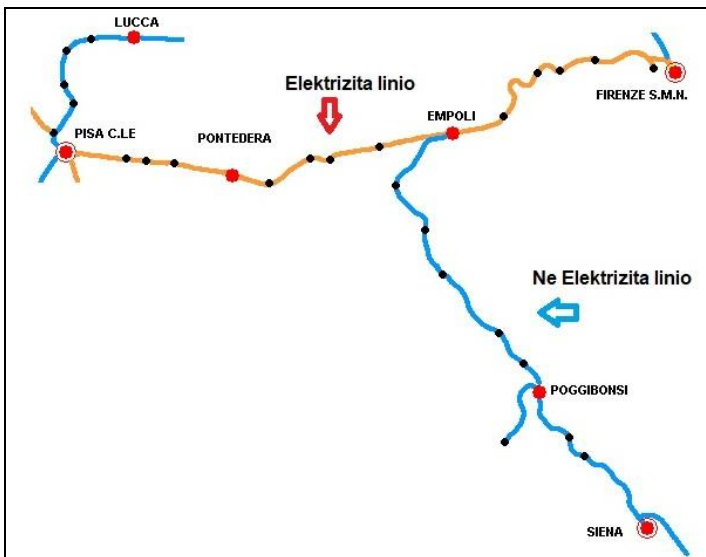 LUCCA
Elektrizita linio
FIRENZE S.M.N.
EMPOLI
PISA C.LE
PONTEDERA
Ne Elektrizita linio
POGGIBONSI
SIENA